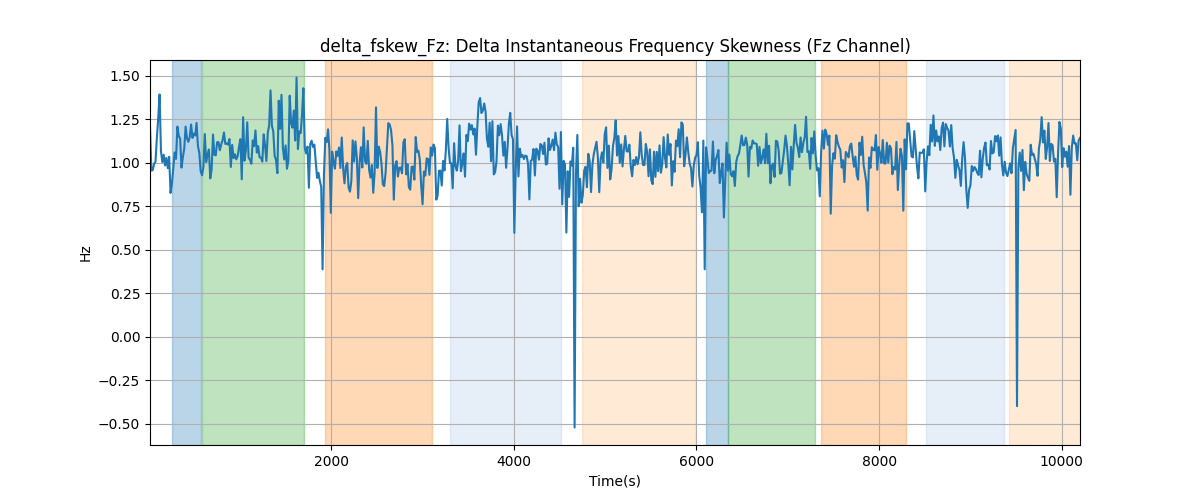 delta_fskew_Fz: Delta Instantaneous Frequency Skewness (Fz Channel)
1.50
1.25
1.00
0.75
0.50
0.25
0.00
−0.25
−0.50
Hz
2000 4000 6000 8000 10000
Time(s)